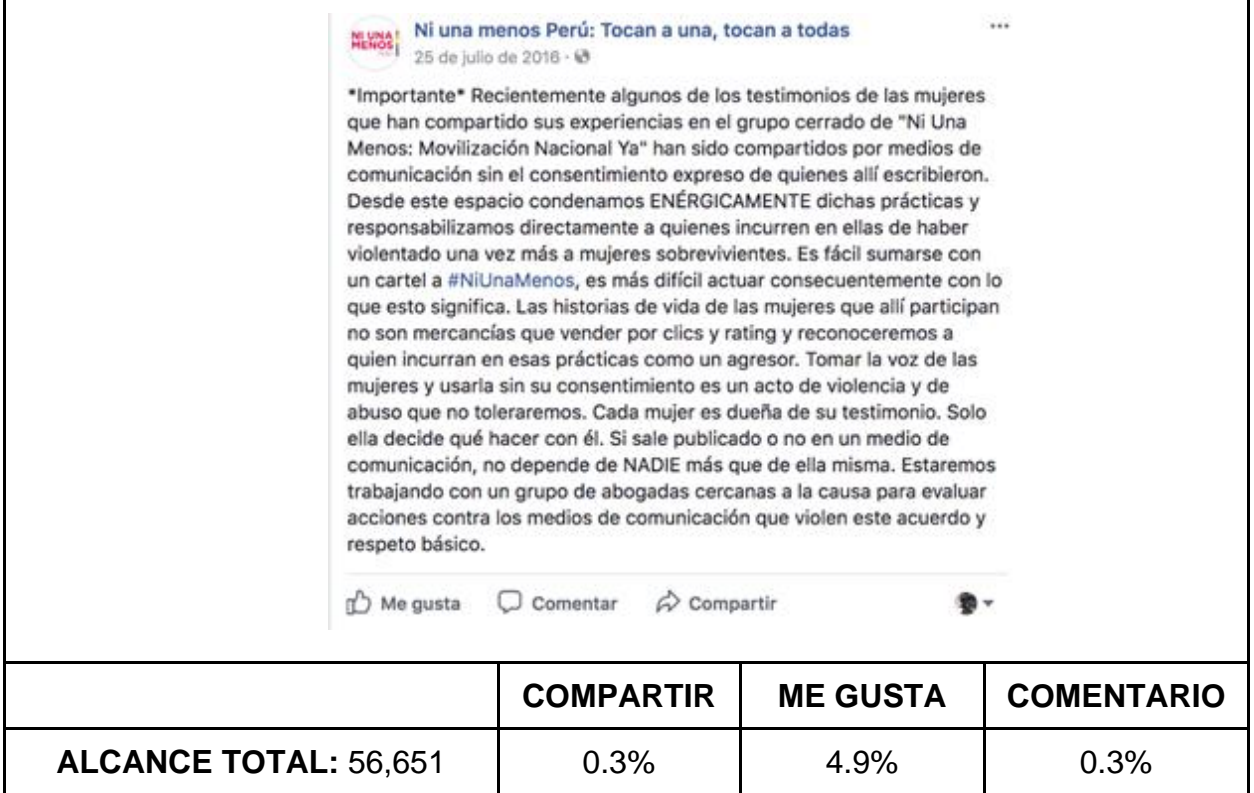 NI UNA
MENOS
Ni una menos Perú: Tocan a una, tocan a todas
25 de julio de 2016 ·
*Importante* Recientemente algunos de los testimonios de las mujeres
que han compartido sus experiencias en el grupo cerrado de "Ni Una
Menos: Movilización Nacional Ya" han sido compartidos por medios de
comunicación sin el consentimiento expreso de quienes allí escribieron.
Desde este espacio condenamos ENÉRGICAMENTE dichas prácticas y
responsabilizamos directamente a quienes incurren en ellas de haber
violentado una vez más a mujeres sobrevivientes. Es fácil sumarse con
un cartel a #NiUnaMenos, es más difícil actuar consecuentemente con lo
que esto significa. Las historias de vida de las mujeres que allí participan
no son mercancías que vender por clics y rating y reconoceremos a
quien incurran en esas prácticas como un agresor. Tomar la voz de las
mujeres y usarla sin su consentimiento es un acto de violencia y de
abuso que no toleraremos. Cada mujer es dueña de su testimonio. Solo
ella decide qué hacer con él. Si sale publicado o no en un medio de
comunicación, no depende de NADIE más que de ella misma. Estaremos
trabajando con un grupo de abogadas cercanas a la causa para evaluar
acciones contra los medios de comunicación que violen este acuerdo y
respeto básico.
Me gusta Comentar Compartir
COMPARTIR ME GUSTA COMENTARIO
ALCANCE TOTAL: 56,651 0.3% 4.9% 0.3%